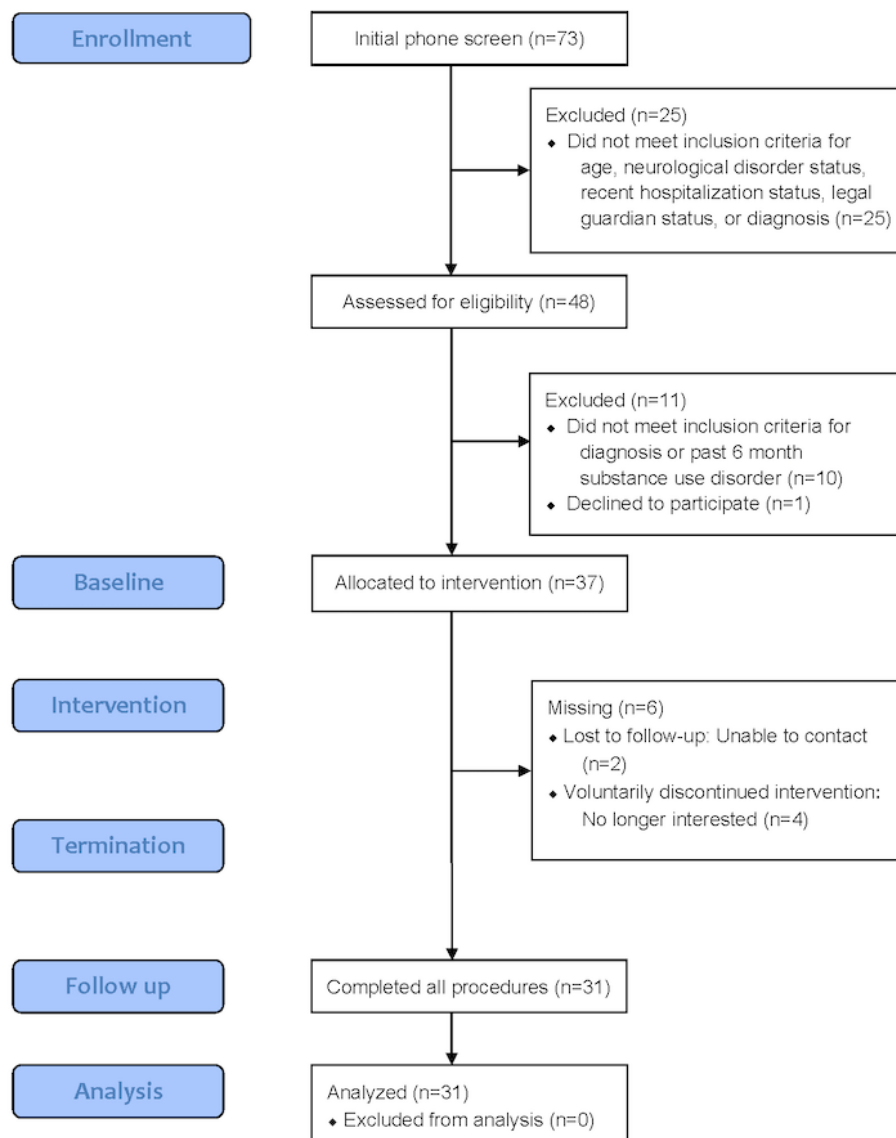 Enrollment
Initial phone screen (n=73)
Excluded (n=25)
⬥ Did not meet inclusion criteria for
age, neurological disorder status,
recent hospitalization status, legal
guardian status, or diagnosis (n=25)
Assessed for eligibility (n=48)
Excluded (n=11)
⬥ Did not meet inclusion criteria for
diagnosis or past 6 month
substance use disorder (n=10)
⬥ Declined to participate (n=1)
Baseline
Allocated to intervention (n=37)
Intervention
Missing (n=6)
⬥ Lost to follow-up: Unable to contact
(n=2)
⬥ Voluntarily discontinued intervention:
No longer interested (n=4)
Termination
Follow up
Completed all procedures (n=31)
Analysis
Analyzed (n=31)
⬥ Excluded from analysis (n=0)